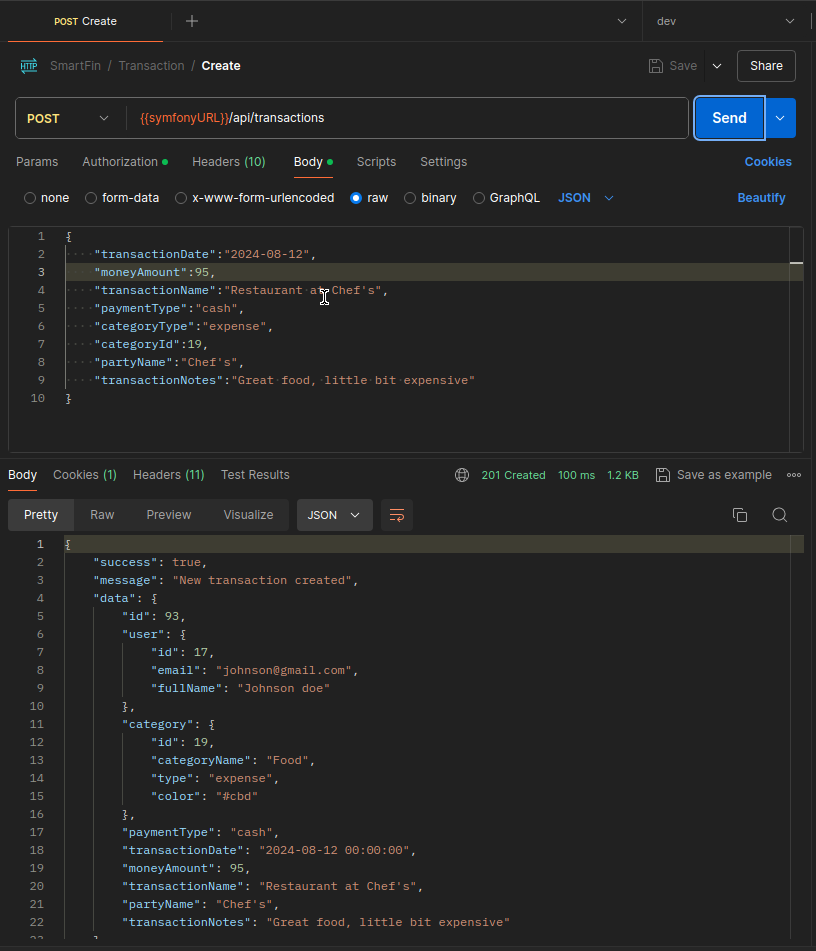 POST Create
dev
HTTP SmartFin / Transaction / Create
Save
Share
POST
{{symfonyURL}}/api/transactions
Send
Params Authorization Headers (10) Body Scripts Settings Cookies
none form-data x-www-form-urlencoded raw binary GraphQL JSON Beautify
1 {
2 ····"transactionDate":"2024-08-12",
3 "moneyAmount":95,
4 ····"transactionName":"Restaurant·at·Chef's",
5 ····"paymentType":"cash",
6 ····"categoryType":"expense",
7 ····"categoryId":19,
8 ····"partyName":"Chef's",
9 ····"transactionNotes":"Great·food,·little·bit·expensive"
10 }
Body Cookies (1) Headers (11) Test Results 201 Created 100 ms 1.2 KB Save as example
Pretty Raw Preview Visualize JSON
1 {
2 "success": true,
3 "message": "New transaction created",
4 "data": {
5 "id": 93,
6 "user": {
7 "id": 17,
8 "email": "johnson@gmail.com",
9 "fullName": "Johnson doe"
10 },
11 "category": {
12 "id": 19,
13 "categoryName": "Food",
14 "type": "expense",
15 "color": "#cbd"
16 },
17 "paymentType": "cash",
18 "transactionDate": "2024-08-12 00:00:00",
19 "moneyAmount": 95,
20 "transactionName": "Restaurant at Chef's",
21 "partyName": "Chef's",
22 "transactionNotes": "Great food, little bit expensive"